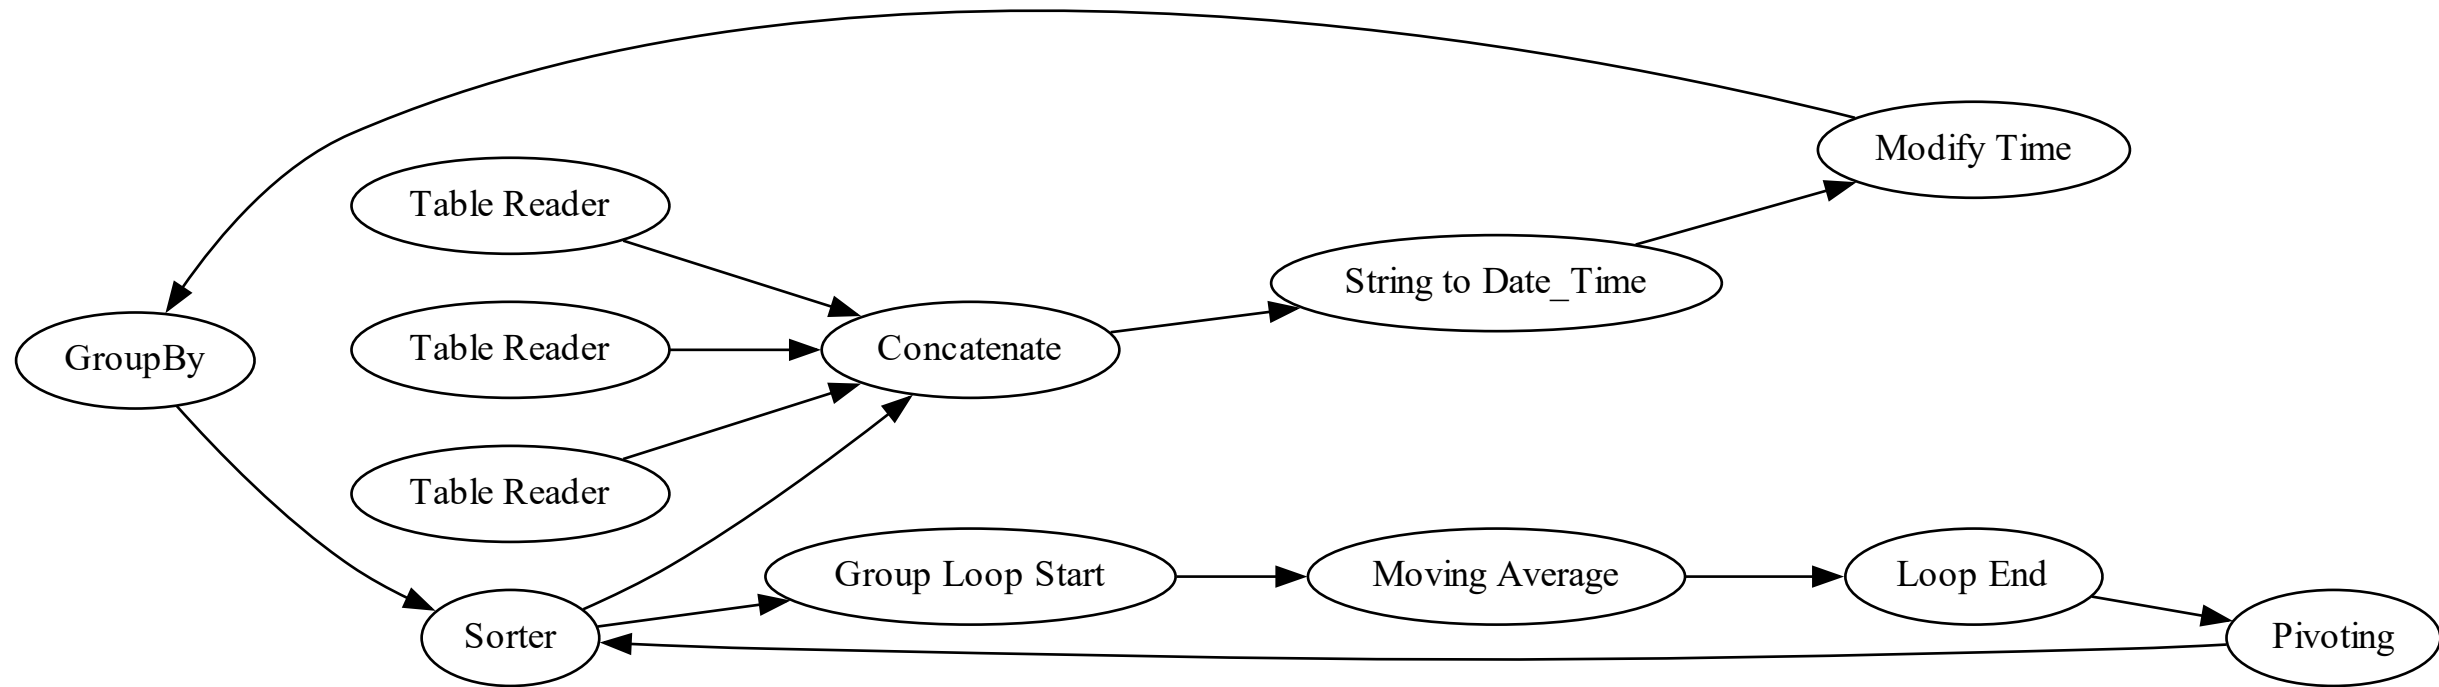 Modify Time
Table Reader
String to Date_Time
Table Reader
Concatenate
GroupBy
Table Reader
Group Loop Start
Moving Average
Loop End
Sorter
Pivoting